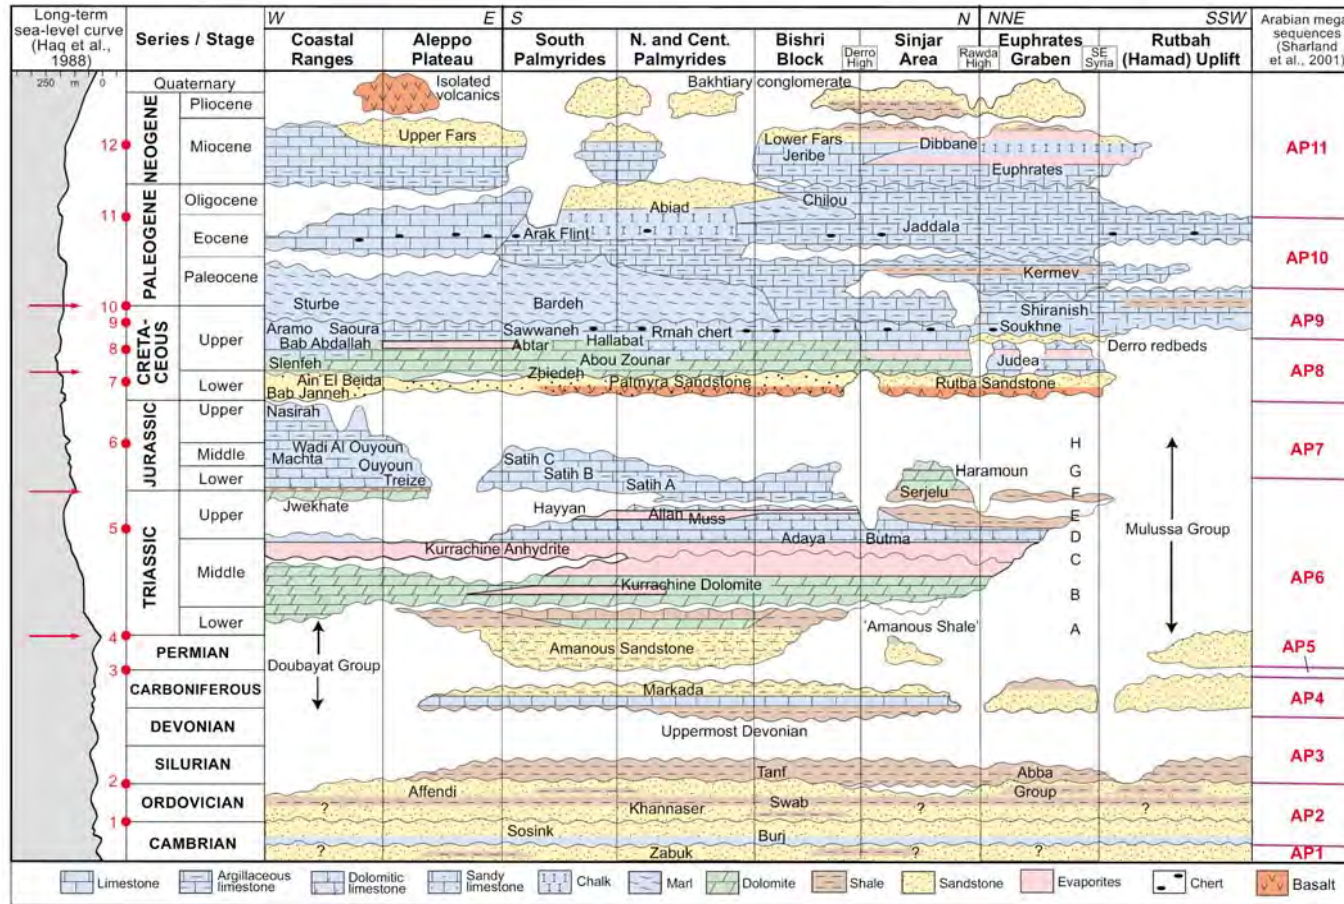 Long-term
sea-level curve
(Haq et al.,
1988)
250 m 0
Series / Stage
W E
S N
NNE SSW
Coastal
Ranges
Aleppo
Plateau
South
Palmyrides
N. and Cent.
Palmyrides
Bishri
Block
Derro
High
Sinjar
Area
Rawda
High
Euphrates
Graben
SE
Syria
Rutbah
(Hamad) Uplift
Arabian mega
sequences
(Sharland
et al., 2001)
Quaternary
NEOGENE
Pliocene
Miocene
PALEOGENE
Oligocene
Eocene
Paleocene
CRETA-
CEOUS
Upper
Lower
JURASSIC
Upper
Middle
Lower
TRIASSIC
Upper
Middle
Lower
PERMIAN
CARBONIFEROUS
DEVONIAN
SILURIAN
ORDOVICIAN
CAMBRIAN
12
11
10
9
8
7
6
5
4
3
2
1
Isolated
volcanics
Bakhtiary conglomerate
Upper Fars
Lower Fars
Jeribe
Dibbane
Euphrates
Abiad
Chilou
Arak Flint
Jaddala
Kermev
Sturbe
Bardeh
Shiranish
Aramo
Saoura
Bab Abdallah
Sawwaneh
Abtar
Hallabat
Rmah chert
Soukhne
Derro redbeds
Slenfeh
Abou Zounar
Judea
Zbiedeh
Ain El Beida
Bab Janneh
Palmyra Sandstone
Rutba Sandstone
Nasirah
Wadi Al Ouyoun
Machta
Ouyoun
Treize
Satih C
Satih B
Satih A
Haramoun
Serjelu
H
G
F
E
D
C
B
A
Mulussa Group
Jwekhate
Hayyan
Allan
Muss
Adaya
Butma
Kurrachine Anhydrite
Kurrachine Dolomite
'Amanous Shale'
Amanous Sandstone
Doubayat Group
Markada
Uppermost Devonian
Tanf
Abba
Group
Affendi
Swab
Khannaser
? ? ?
Sosink
Burj
? Zabuk ? ?
AP11
AP10
AP9
AP8
AP7
AP6
AP5
AP4
AP3
AP2
AP1
Limestone
Argillaceous
limestone
Dolomitic
limestone
Sandy
limestone
Chalk
Marl
Dolomite
Shale
Sandstone
Evaporites
Chert
Basalt